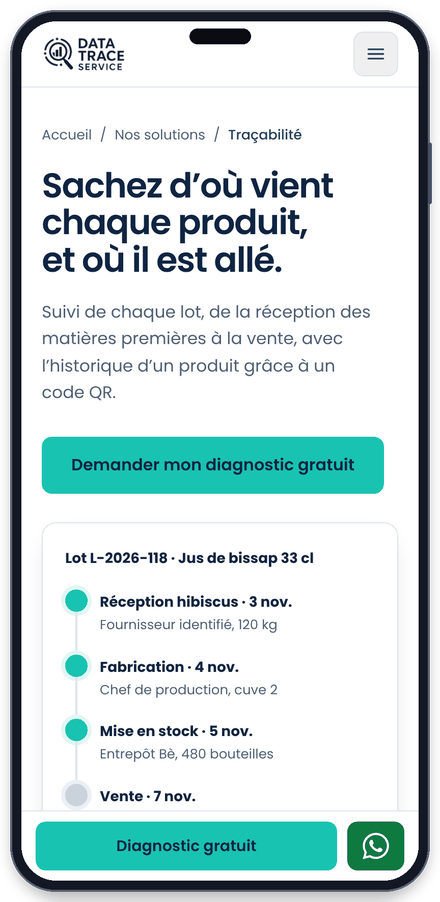 DATA
TRACE
SERVICE
Accueil / Nos solutions / Traçabilité
Sachez d’où vient
chaque produit,
et où il est allé.
Suivi de chaque lot, de la réception des
matières premières à la vente, avec
l’historique d’un produit grâce à un
code QR.
Demander mon diagnostic gratuit
Lot L-2026-118 · Jus de bissap 33 cl
Réception hibiscus · 3 nov.
Fournisseur identifié, 120 kg
Fabrication · 4 nov.
Chef de production, cuve 2
Mise en stock · 5 nov.
Entrepôt Bè, 480 bouteilles
Vente · 7 nov.
Diagnostic gratuit